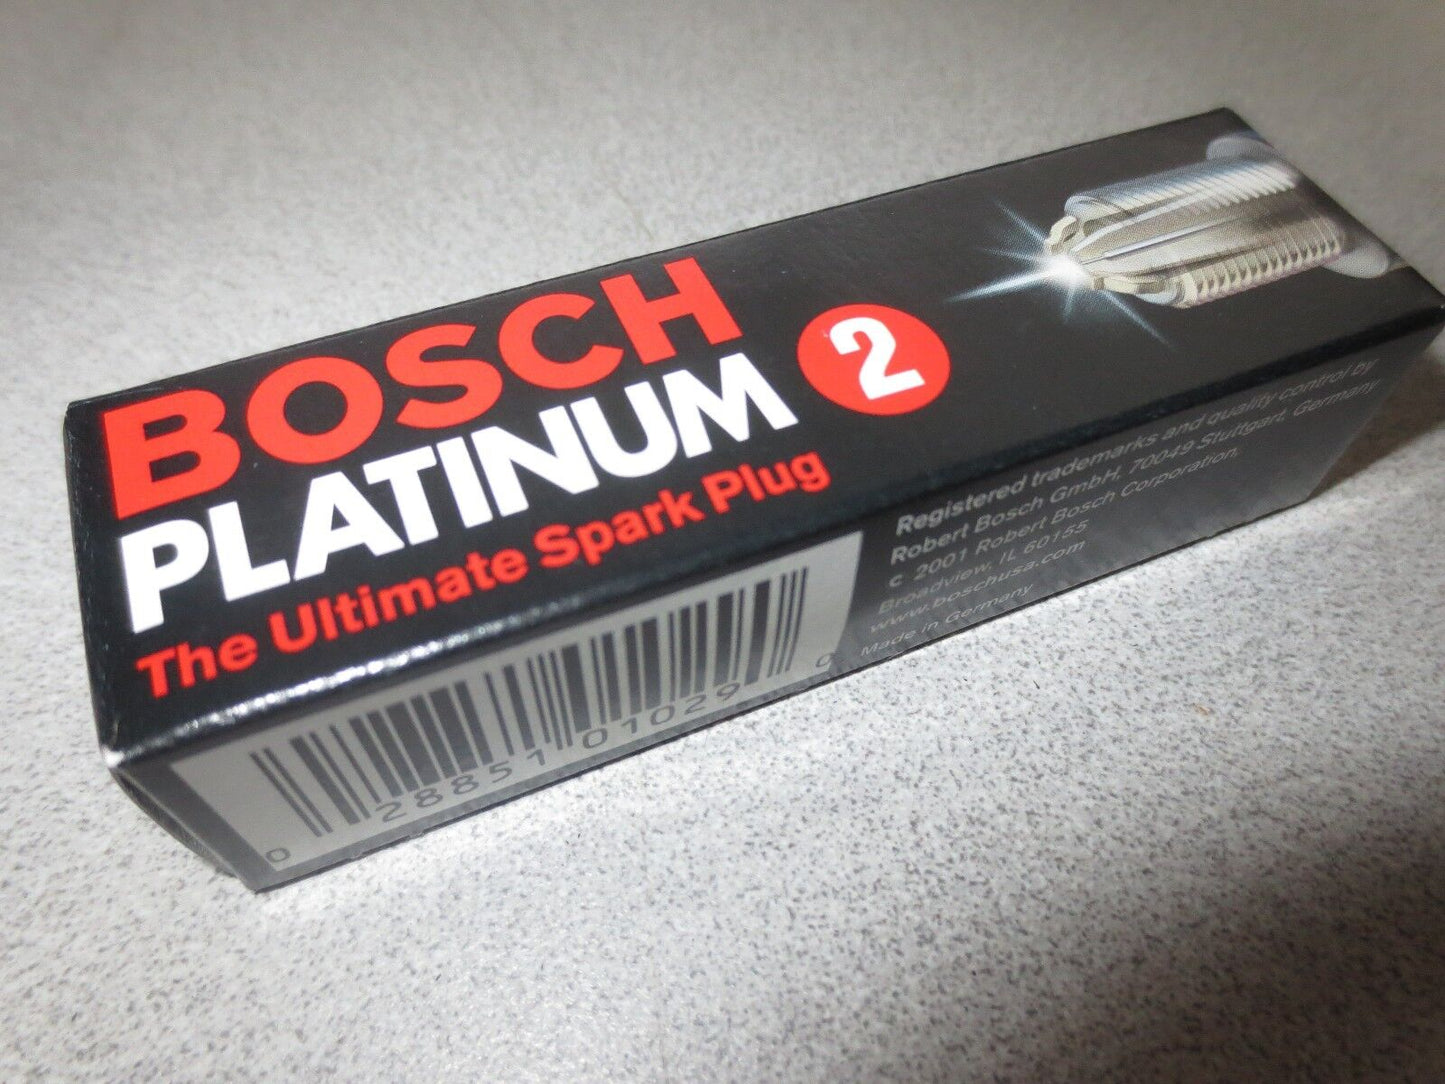 BOSCH
PLATINUM 2
The Ultimate Spark Plug
0 28851 01029 0
Registered trademarks and quality control by
Robert Bosch GmbH, 70049 Stuttgart, Germany
c 2001 Robert Bosch Corporation,
Broadview, IL 60155
www.boschusa.com
Made in Germany